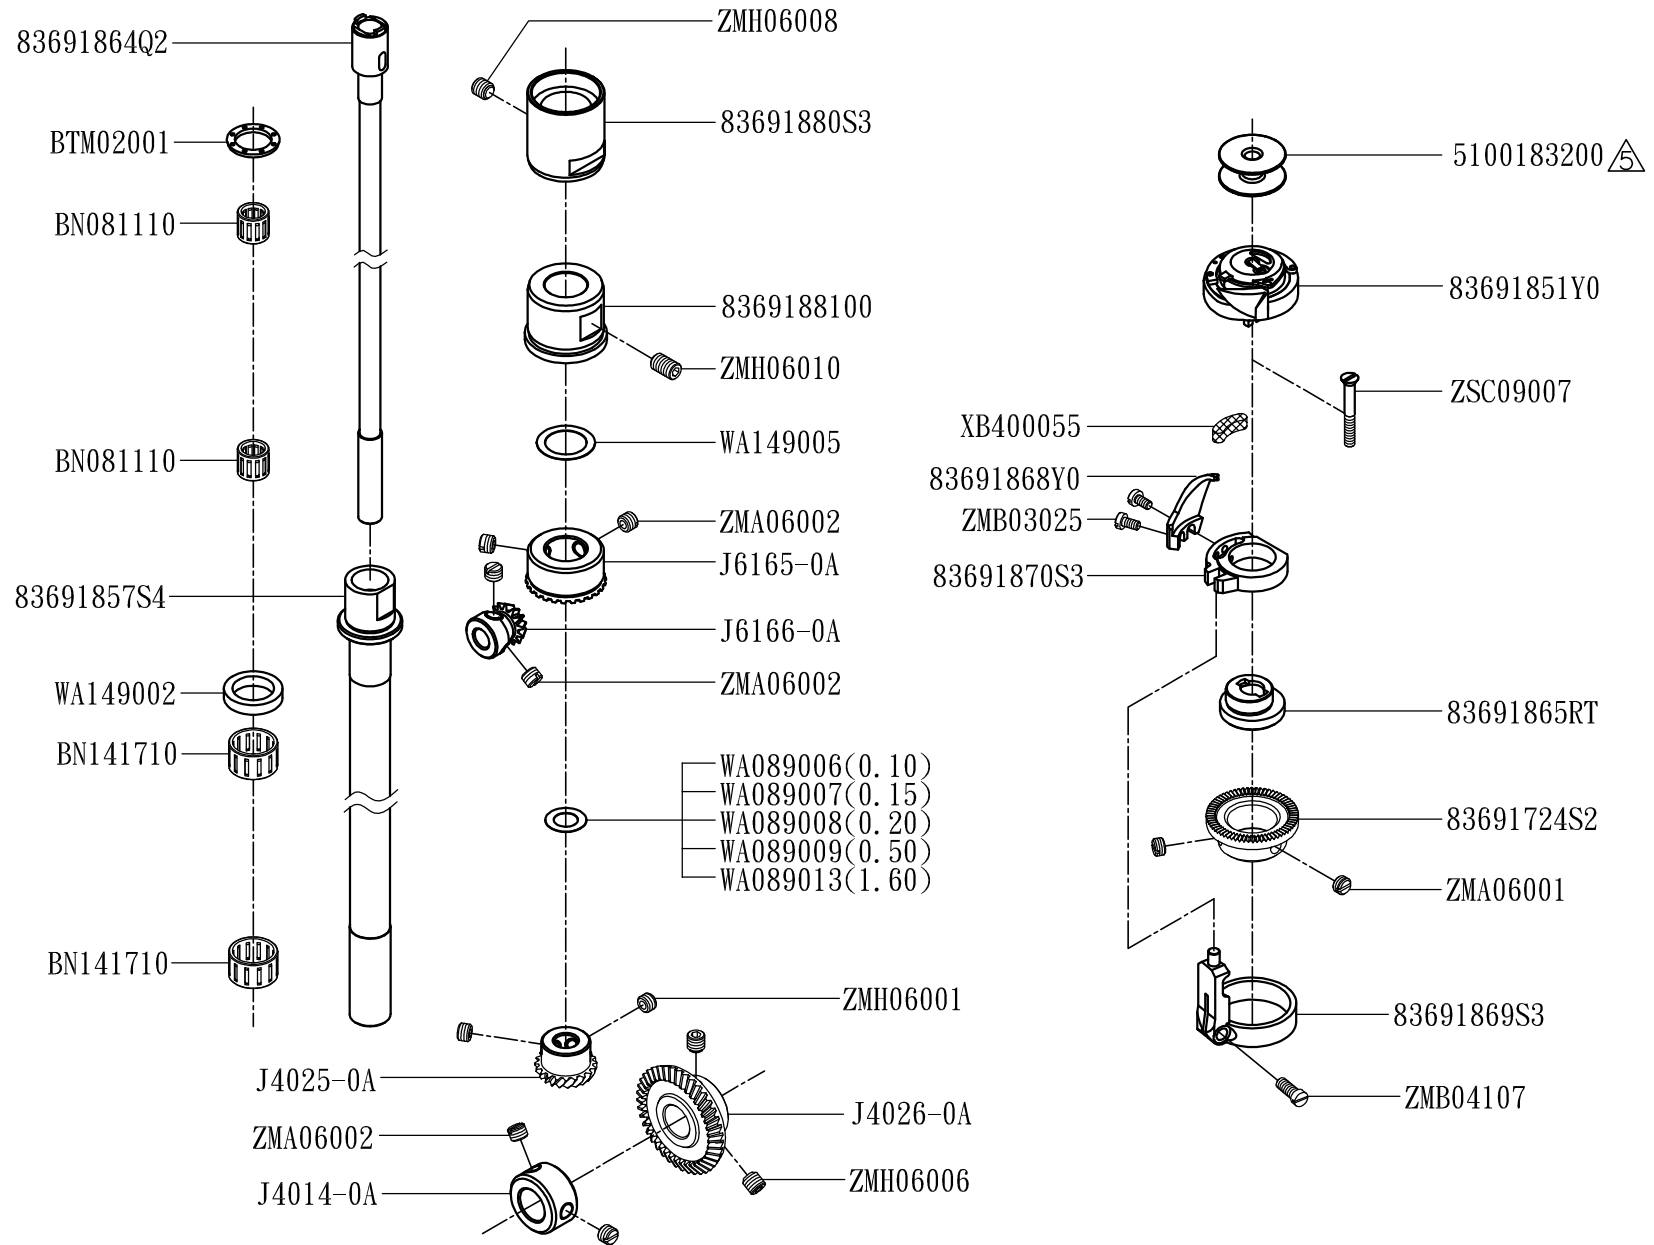 83691864Q2
BTM02001
BN081110
BN081110
83691857S4
WA149002
BN141710
BN141710
ZMH06008
83691880S3
8369188100
ZMH06010
WA149005
ZMA06002
J6165-0A
J6166-0A
ZMA06002
WA089006(0.10)
WA089007(0.15)
WA089008(0.20)
WA089009(0.50)
WA089013(1.60)
ZMH06001
J4025-0A
J4026-0A
ZMA06002
J4014-0A
ZMH06006
5100183200 5
83691851Y0
ZSC09007
XB400055
83691868Y0
ZMB03025
83691870S3
83691865RT
83691724S2
ZMA06001
83691869S3
ZMB04107